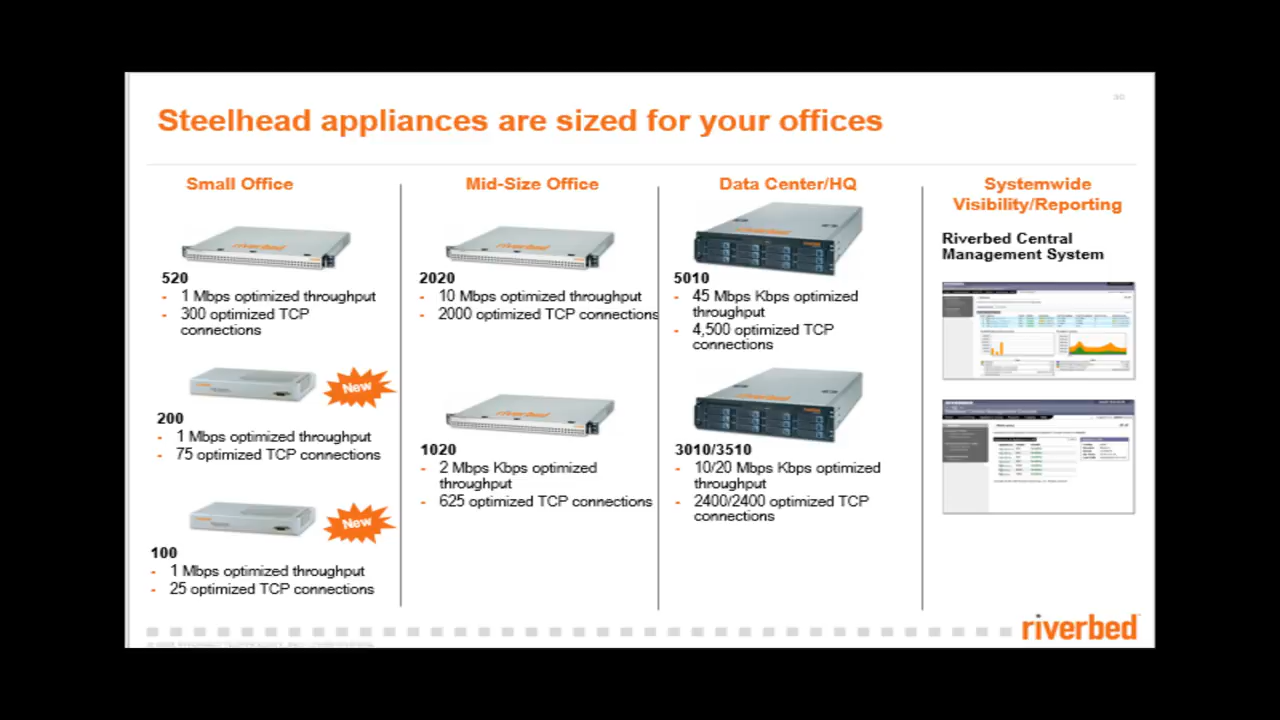 Steelhead appliances are sized for your offices
Small Office
riverbed
520
- 1 Mbps optimized throughput
- 300 optimized TCP
connections
New
200
- 1 Mbps optimized throughput
- 75 optimized TCP connections
New
100
- 1 Mbps optimized throughput
- 25 optimized TCP connections
Mid-Size Office
riverbed
2020
- 10 Mbps optimized throughput
- 2000 optimized TCP connections
riverbed
1020
- 2 Mbps Kbps optimized
throughput
- 625 optimized TCP connections
Data Center/HQ
riverbed
5010
- 45 Mbps Kbps optimized
throughput
- 4,500 optimized TCP
connections
riverbed
3010/3510
- 10/20 Mbps Kbps optimized
throughput
- 2400/2400 optimized TCP
connections
Systemwide
Visibility/Reporting
Riverbed Central
Management System
riverbed